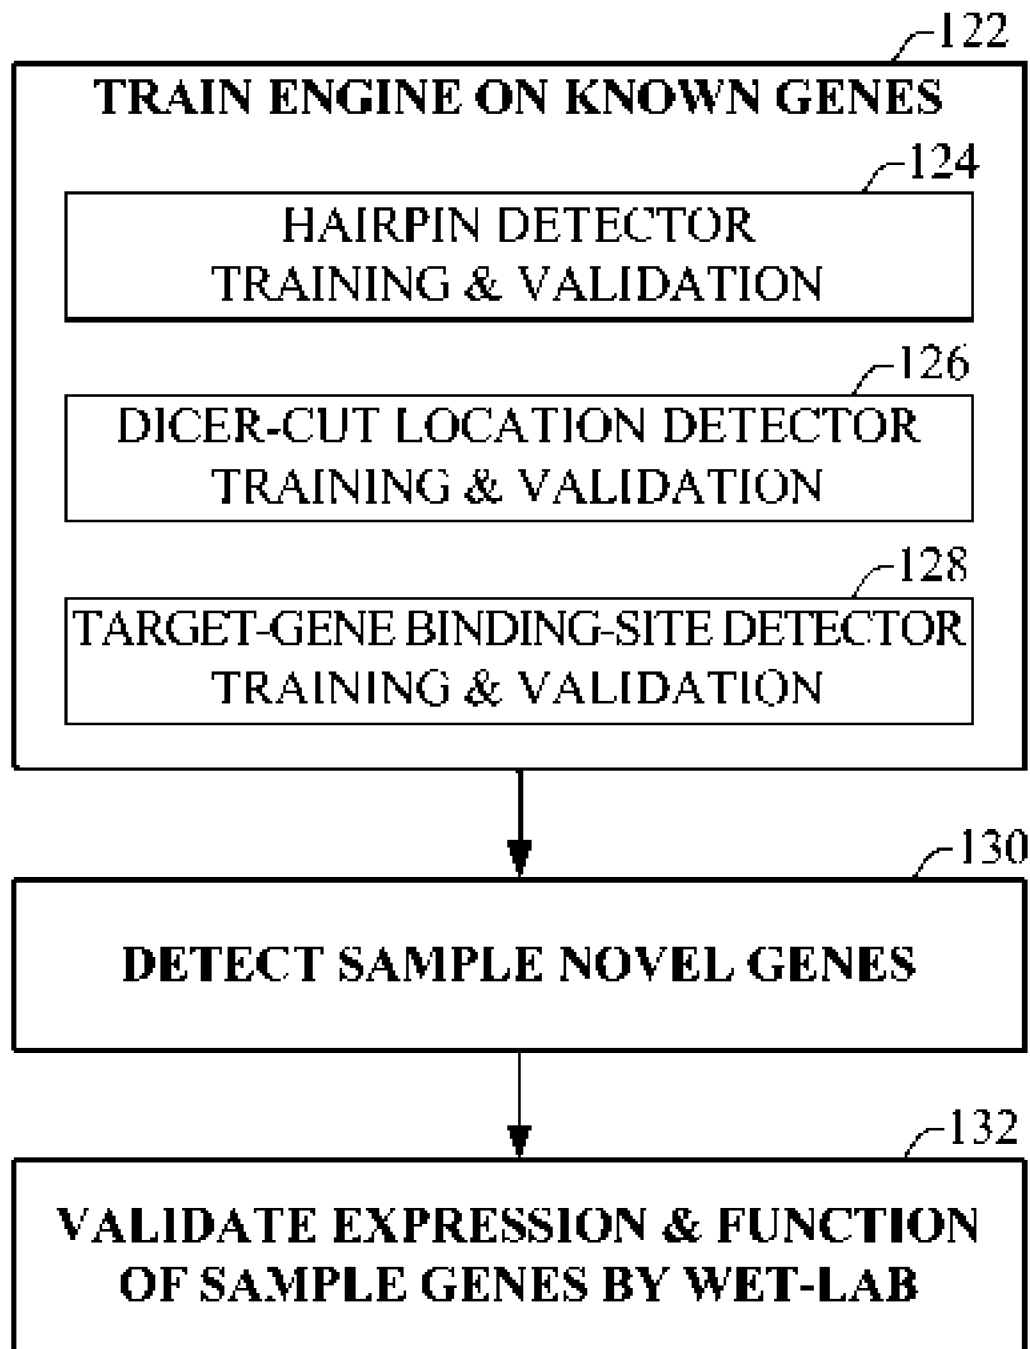 122
TRAIN ENGINE ON KNOWN GENES
124
HAIRPIN DETECTOR
TRAINING & VALIDATION
126
DICER-CUT LOCATION DETECTOR
TRAINING & VALIDATION
128
TARGET-GENE BINDING-SITE DETECTOR
TRAINING & VALIDATION
130
DETECT SAMPLE NOVEL GENES
132
VALIDATE EXPRESSION & FUNCTION
OF SAMPLE GENES BY WET-LAB